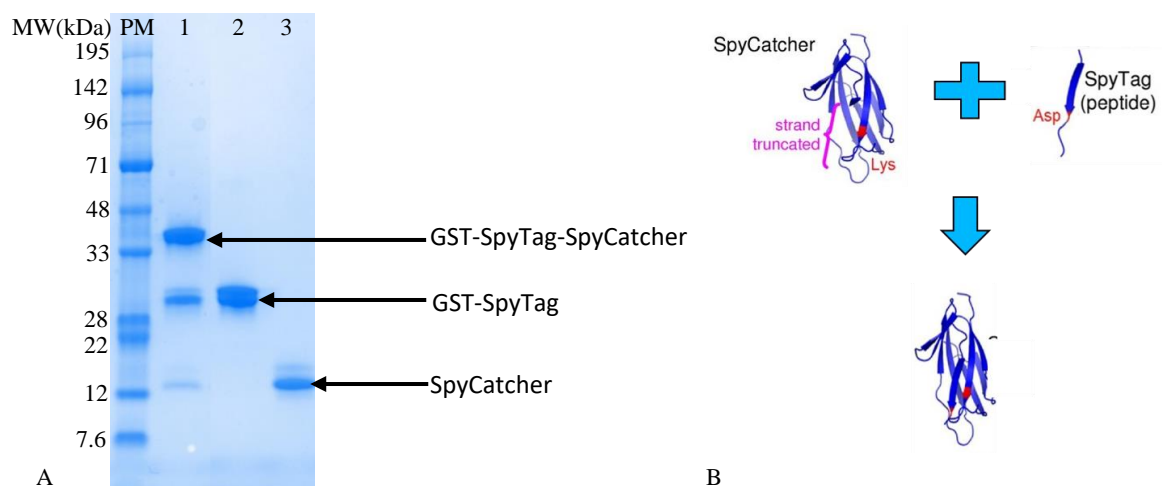 MW(kDa) PM 1 2 3
195
142
96
71
48
33
28
22
12
7.6
GST-SpyTag-SpyCatcher
GST-SpyTag
SpyCatcher
A
SpyCatcher
strand
truncated
Lys
SpyTag
(peptide)
Asp
B